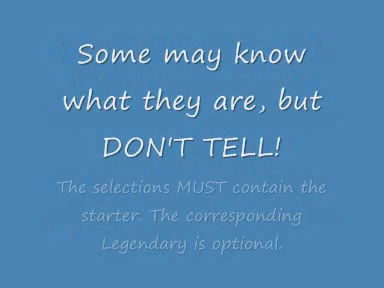 Some may know
what they are, but
DON'T TELL!
The selections MUST contain the
starter. The corresponding
Legendary is optional.